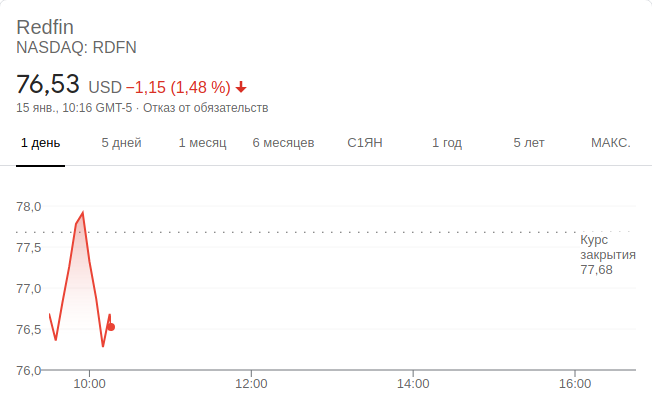 Redfin
NASDAQ: RDFN
76,53 USD −1,15 (1,48 %)
15 янв., 10:16 GMT-5 · Отказ от обязательств
1 день 5 дней 1 месяц 6 месяцев С1ЯН 1 год 5 лет МАКС.
78,0
77,5
77,0
76,5
76,0
Курс
закрытия
77,68
10:00 12:00 14:00 16:00